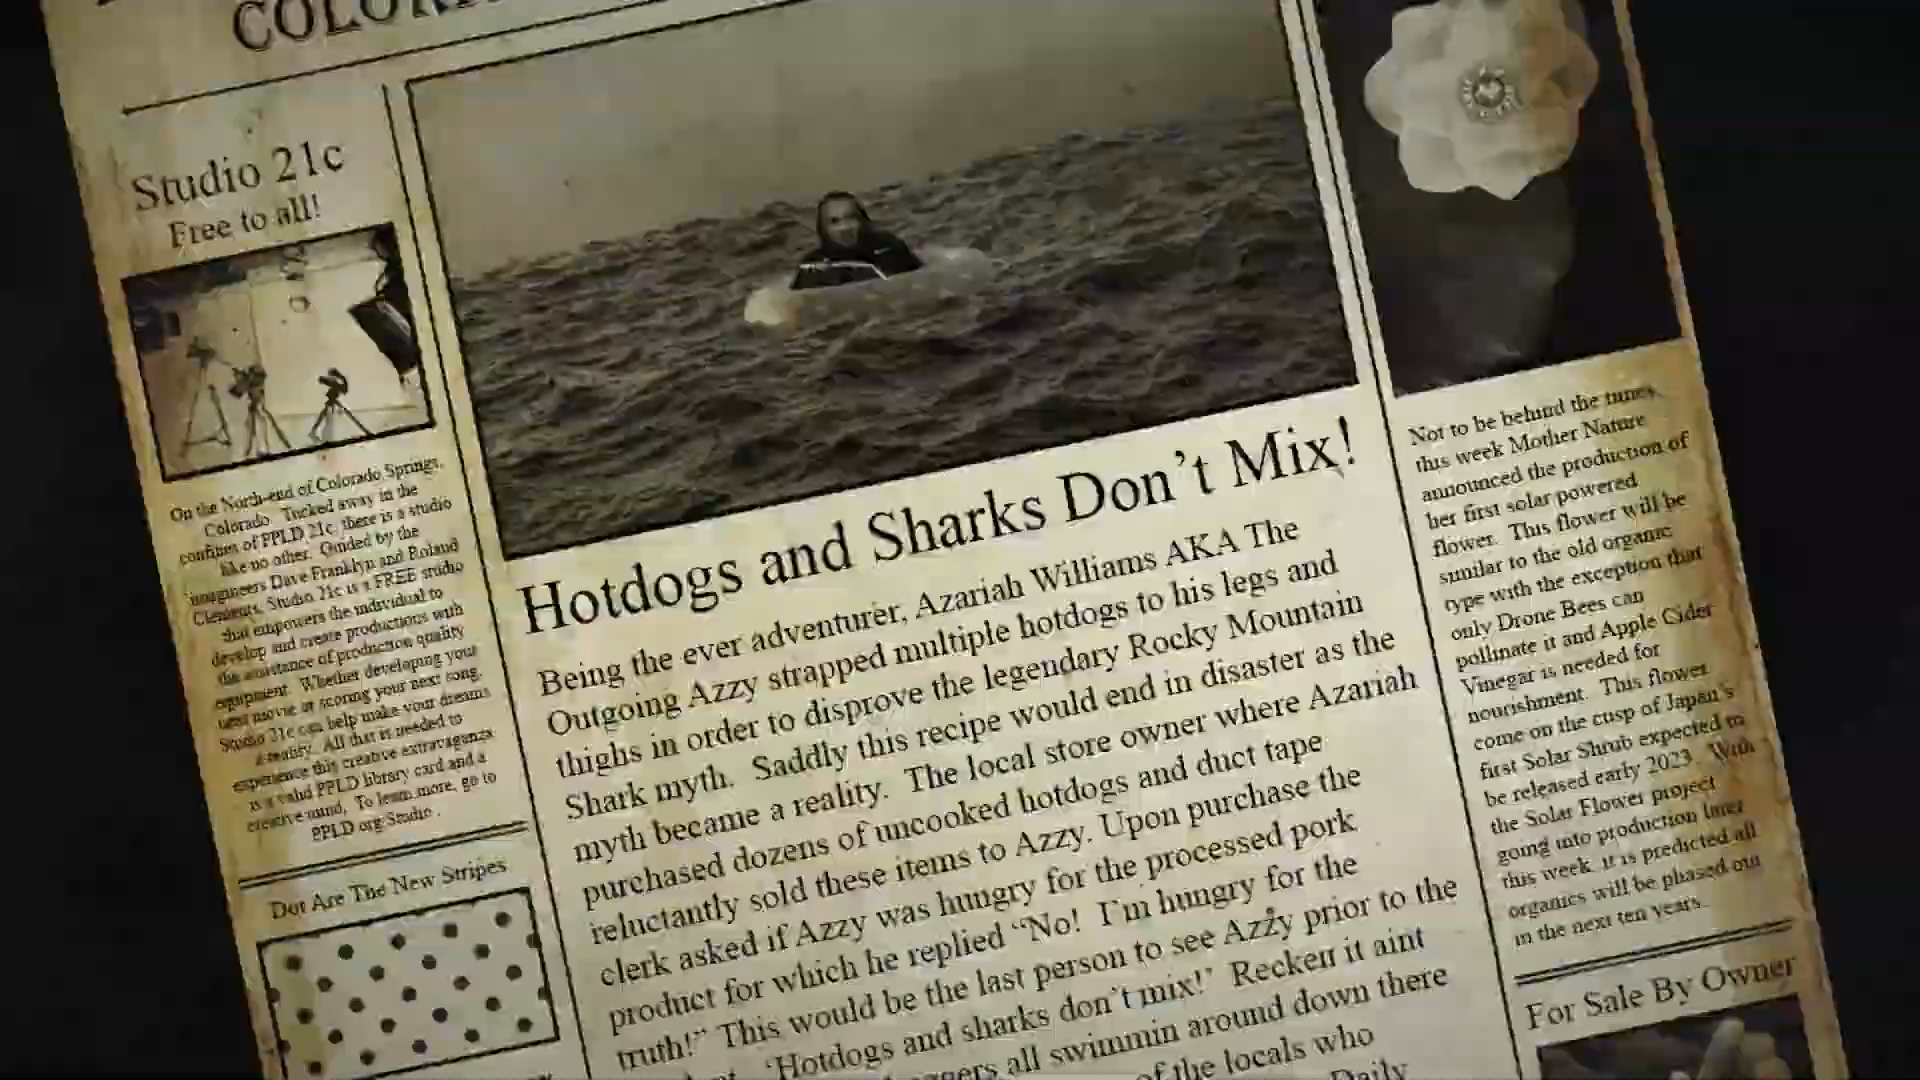 Studio 21c
Free to all!
On the North-end of Colorado Springs,
Colorado. Tucked away in the
confines of PPLD 21c, there is a studio
like no other. Guided by the
imagineers Dave Franklyn and Roland
Clements, Studio 21c is a FREE studio
that empowers the individual to
develop and create productions with
the assistance of production quality
equipment. Whether developing your
next movie or scoring your next song,
Studio 21c can help make your dreams
a reality. All that is needed to
experience this creative extravaganza
is a valid PPLD library card and a
creative mind. To learn more, go to
PPLD.org/Studio.
Dot Are The New Stripes
Hotdogs and Sharks Don't Mix!
Being the ever adventurer, Azariah Williams AKA The
Outgoing Azzy strapped multiple hotdogs to his legs and
thighs in order to disprove the legendary Rocky Mountain
Shark myth. Saddly this recipe would end in disaster as the
myth became a reality. The local store owner where Azariah
purchased dozens of uncooked hotdogs and duct tape
reluctantly sold these items to Azzy. Upon purchase the
clerk asked if Azzy was hungry for the processed pork
product for which he replied “No! I'm hungry for the
truth!” This would be the last person to see Azzy prior to the
'Hotdogs and sharks don't mix!' Recken it aint
all swimmin around down there
of the locals who
Daily
Not to be behind the times,
this week Mother Nature
announced the production of
her first solar powered
flower. This flower will be
similar to the old organic
type with the exception that
only Drone Bees can
pollinate it and Apple Cider
Vinegar is needed for
nourishment. This flower
come on the cusp of Japan's
first Solar Shrub expected to
be released early 2023. With
the Solar Flower project
going into production later
this week, it is predicted all
organics will be phased out
in the next ten years.
For Sale By Owner